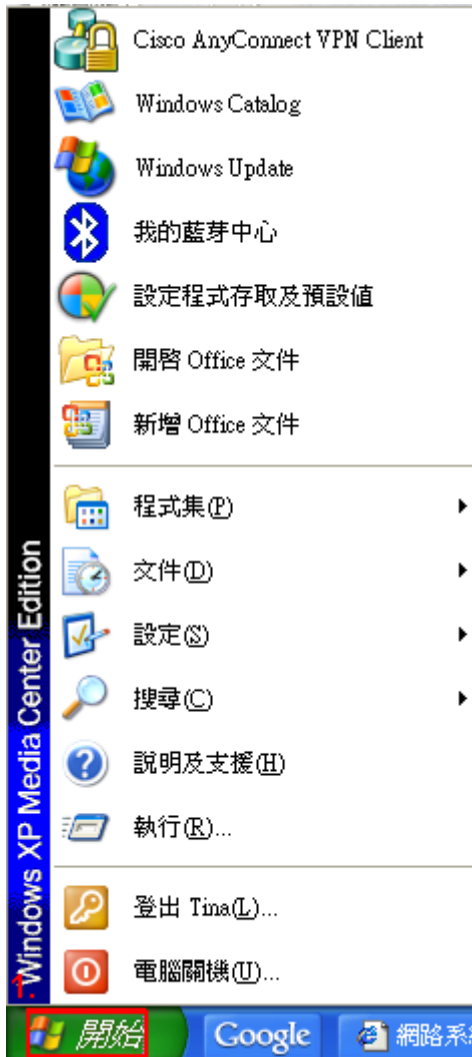 Cisco AnyConnect VPN Client
Windows Catalog
Windows Update
我的藍芽中心
設定程式存取及預設值
開啓 Office 文件
新增 Office 文件
程式集(P)
文件(D)
設定(S)
搜尋(C)
說明及支援(H)
執行(R)...
登出 Tina(L)...
電腦關機(U)...
Windows XP Media Center Edition
1.
開始
Google
網路系統